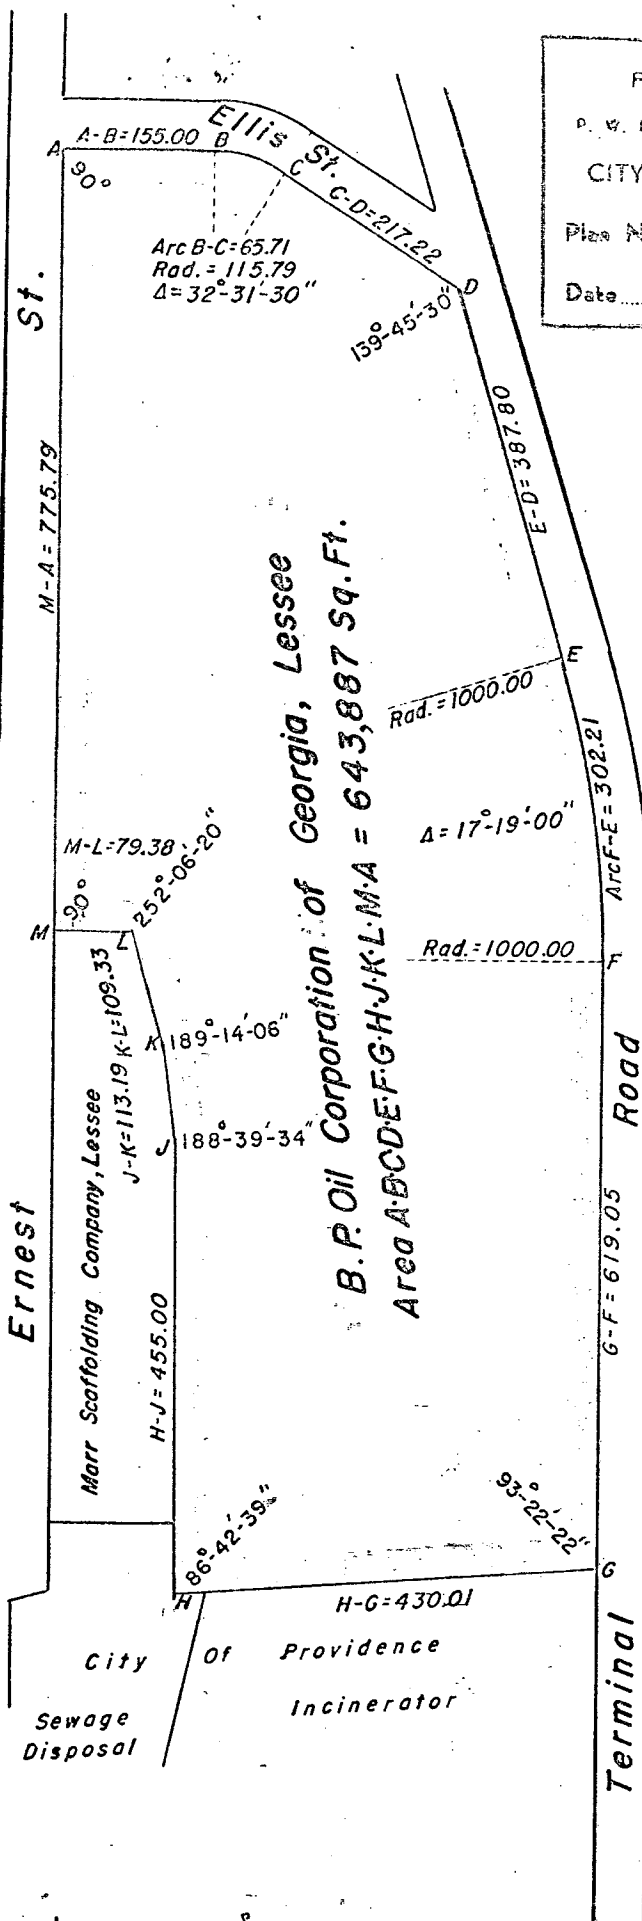 P. W.
CITY
Plan N
Date
Ellis St.
A-B=155.00
A
B
C
90°
C-D=217.22
Arc B-C=65.71
Rad.=115.79
Δ=32°-31'-30"
D
139°-45'-30"
St.
M-A=775.79
E-D=387.80
E
Rad.=1000.00
B.P. Oil Corporation of Georgia, Lessee
Area A·B·C·D·E·F·G·H·J·K·L·M·A = 643,887 Sq. Ft.
Δ=17°-19'-00"
Arc F-E=302.21
M-L=79.38
252°-06'-20"
M
90°
L
Rad.=1000.00
F
K-L=109.33
K
189°-14'-06"
J-K=113.19
J
188°-39'-34"
Marr Scaffolding Company, Lessee
Road
Ernest
H-J=455.00
G-F=619.05
93°-22'-22"
86°-42'-39"
G
H
H-G=430.01
City Of Providence
Incinerator
Sewage
Disposal
Terminal